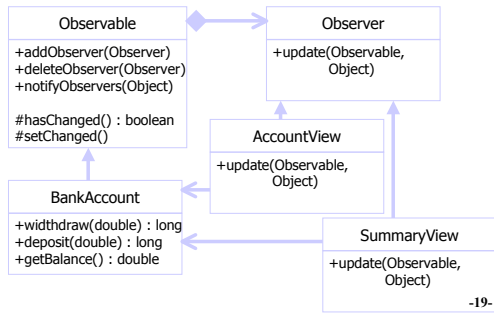 Observable
+addObserver(Observer)
+deleteObserver(Observer)
+notifyObservers(Object)
#hasChanged() : boolean
#setChanged()
Observer
+update(Observable,
Object)
AccountView
+update(Observable,
Object)
BankAccount
+widthdraw(double) : long
+deposit(double) : long
+getBalance() : double
SummaryView
+update(Observable,
Object)
-19-